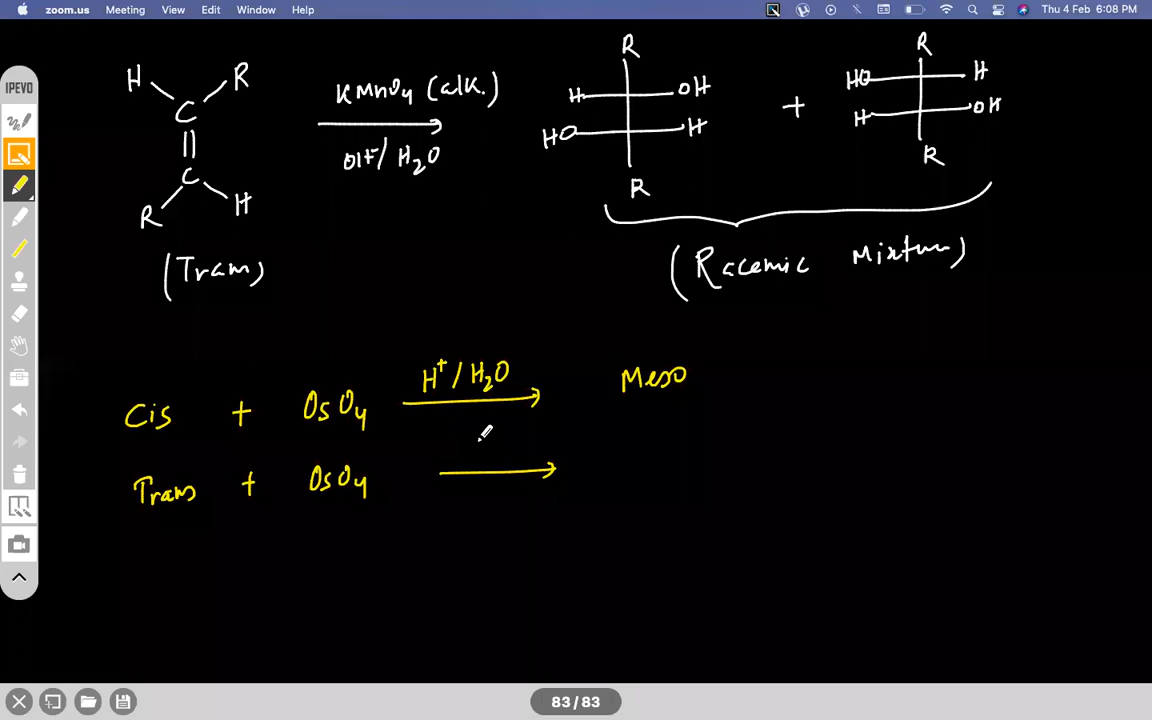 zoom.us Meeting View Edit Window Help Thu 4 Feb 6:08 PM
IPEVO
H R
C
C
R H
(Trans)
KMnO4 (alK.)
OH-/ H2O
R
H OH
HO H
R
+
R
HO H
H OH
R
(Racemic Mixture)
Cis + OsO4 H+ / H2O Meso
Trans + OsO4
83 / 83